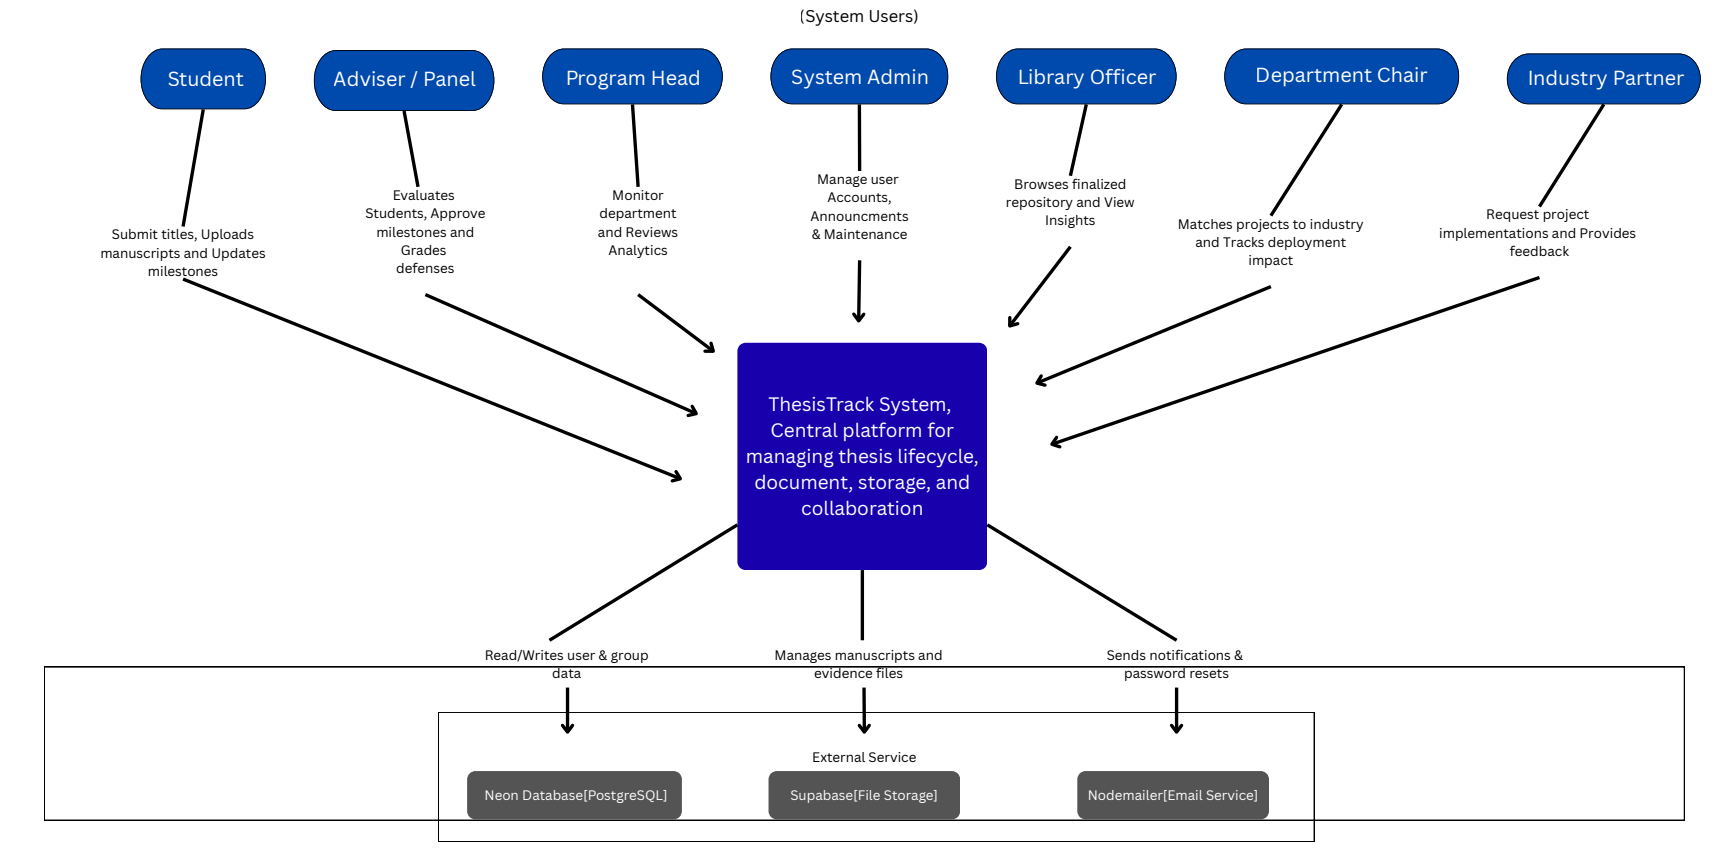 (System Users)
Student
Adviser / Panel
Program Head
System Admin
Library Officer
Department Chair
Industry Partner
Submit titles, Uploads
manuscripts and Updates
milestones
Evaluates
Students, Approve
milestones and
Grades
defenses
Monitor
department
and Reviews
Analytics
Manage user
Accounts,
Announcments
& Maintenance
Browses finalized
repository and View
Insights
Matches projects to industry
and Tracks deployment
impact
Request project
implementations and Provides
feedback
ThesisTrack System,
Central platform for
managing thesis lifecycle,
document, storage, and
collaboration
Read/Writes user & group
data
Manages manuscripts and
evidence files
Sends notifications &
password resets
External Service
Neon Database[PostgreSQL]
Supabase[File Storage]
Nodemailer[Email Service]